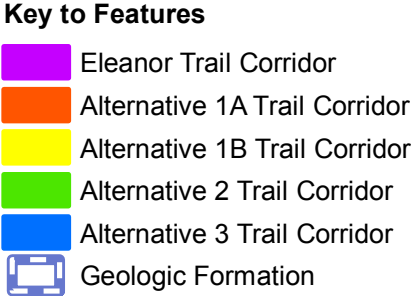 Key to Features
Eleanor Trail Corridor
Alternative 1A Trail Corridor
Alternative 1B Trail Corridor
Alternative 2 Trail Corridor
Alternative 3 Trail Corridor
Geologic Formation